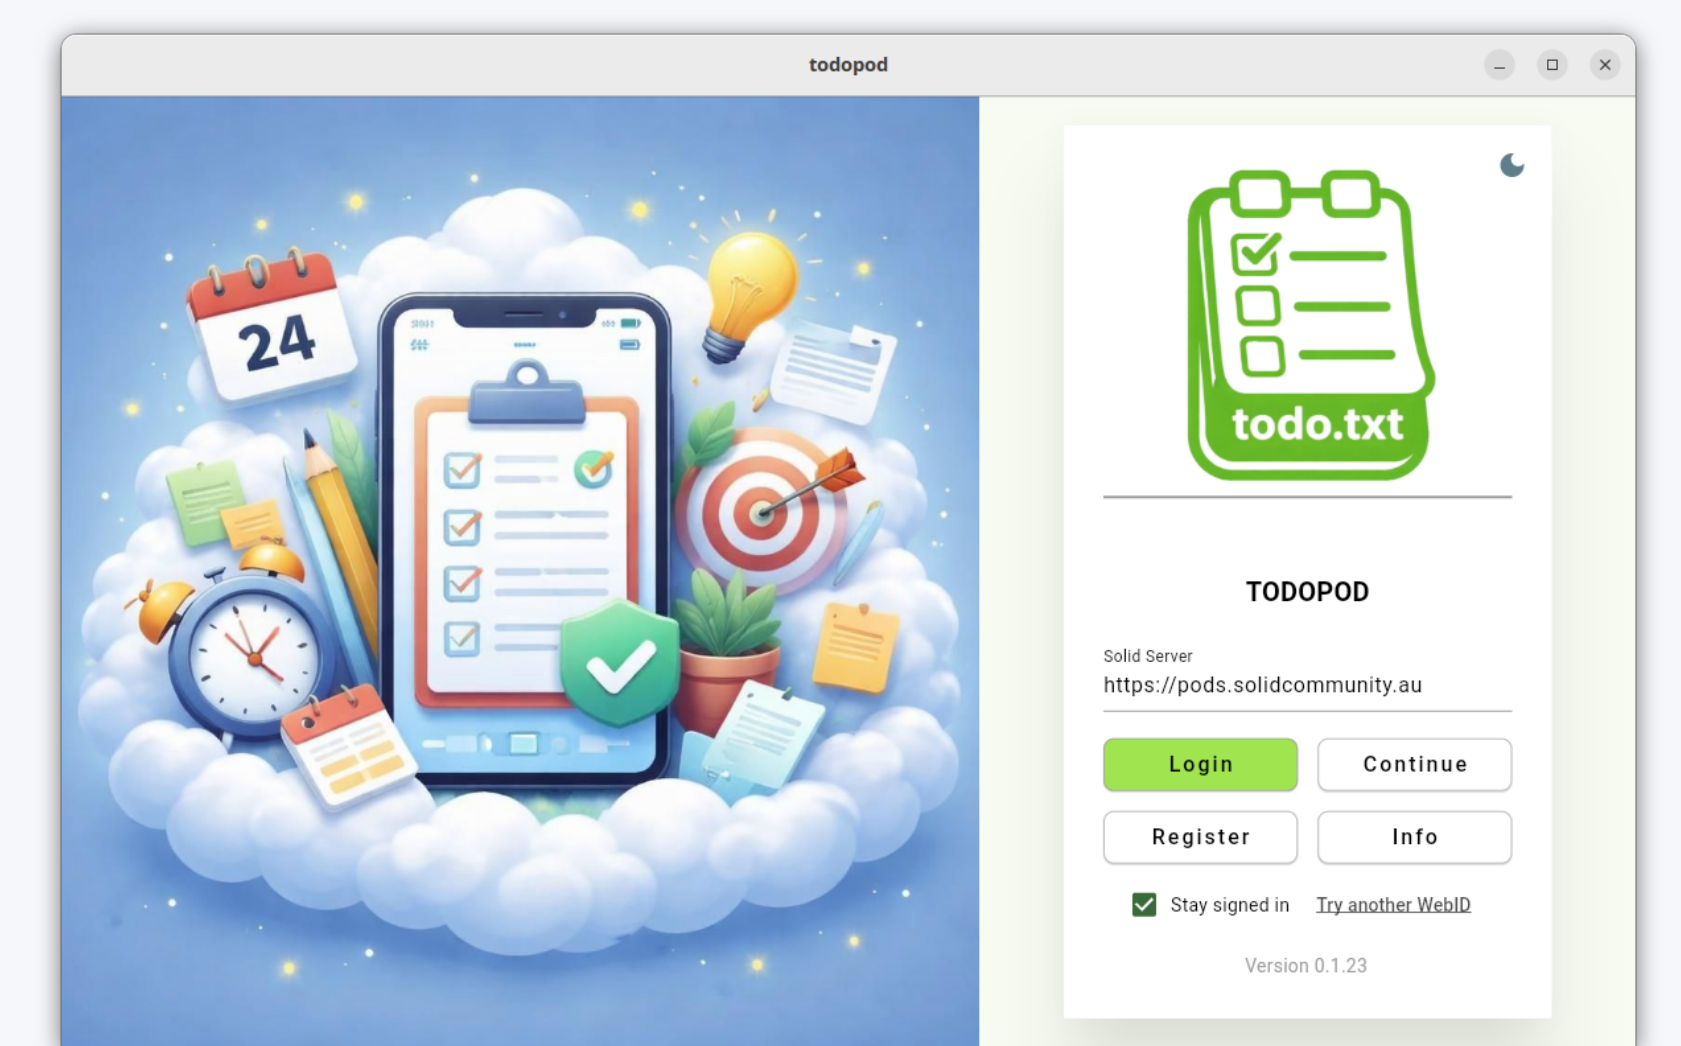 todopod
24
todo.txt
TODOPOD
Solid Server
https://pods.solidcommunity.au
Login
Continue
Register
Info
Stay signed in
Try another WebID
Version 0.1.23